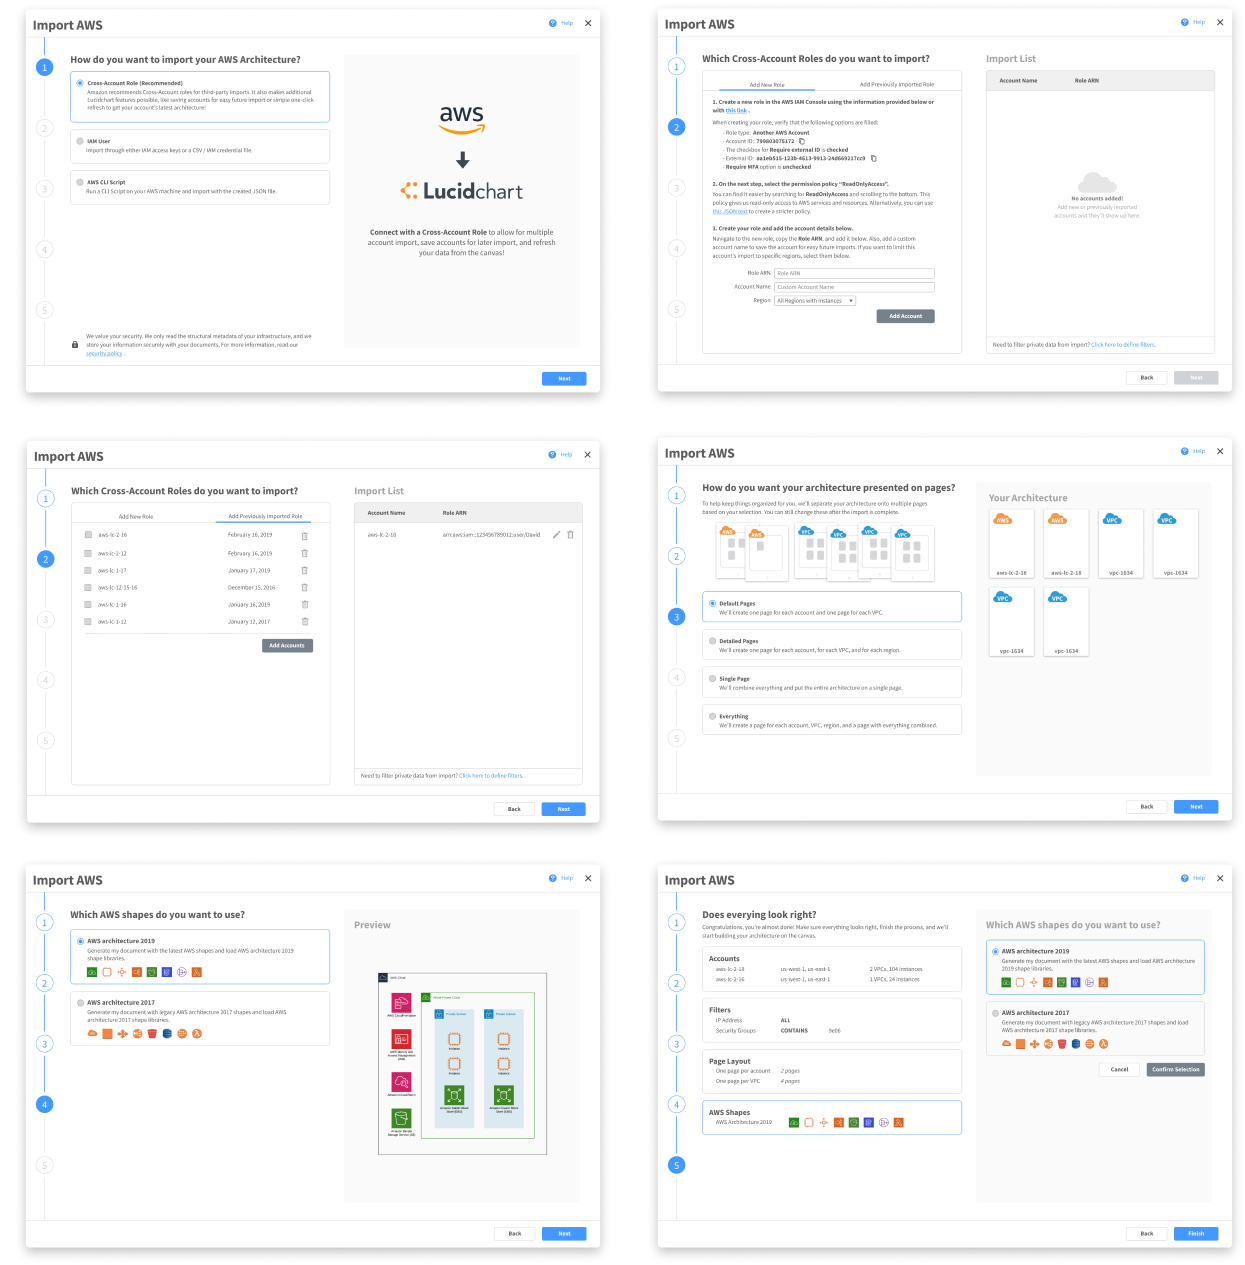 Import AWS
Help
1
2
3
4
5
How do you want to import your AWS Architecture?
Cross-Account Role (Recommended)
Amazon recommends Cross-Account roles for third-party imports. It also makes additional
Lucidchart features possible, like saving accounts for easy future import or simple one-click
refresh to get your account's latest architecture!
IAM User
Import through either IAM access keys or a CSV / IAM credential file.
AWS CLI Script
Run a CLI Script on your AWS machine and import with the created JSON file.
We value your security. We only read the structural metadata of your infrastructure, and we
store your information securely with your documents. For more information, read our
security policy .
aws
Lucidchart
Connect with a Cross-Account Role to allow for multiple
account import, save accounts for later import, and refresh
your data from the canvas!
Next
Import AWS
Help
1
2
3
4
5
Which Cross-Account Roles do you want to import?
Add New Role
Add Previously Imported Role
1. Create a new role in the AWS IAM Console using the information provided below or
with this link .
When creating your role, verify that the following options are filled:
- Role type: Another AWS Account
- Account ID: 799803075172
- The checkbox for Require external ID is checked
- External ID: aa1eb515-123b-4613-9913-24d669217cc9
- Require MFA option is unchecked
2. On the next step, select the permission policy "ReadOnlyAccess".
You can find it easier by searching for ReadOnlyAccess and scrolling to the bottom. This
policy gives us read-only access to AWS services and resources. Alternatively, you can use
this JSON text to create a stricter policy.
3. Create your role and add the account details below.
Navigate to the new role, copy the Role ARN, and add it below. Also, add a custom
account name to save the account for easy future imports. If you want to limit this
account's import to specific regions, select them below.
Role ARN
Role ARN
Account Name
Custom Account Name
Region
All Regions with Instances
Add Account
Import List
Account Name
Role ARN
No accounts added!
Add new or previously imported
accounts and they'll show up here.
Need to filter private data from import? Click here to define filters.
Back
Next
Import AWS
Help
1
2
3
4
5
Which Cross-Account Roles do you want to import?
Add New Role
Add Previously Imported Role
aws-lc-2-16
February 16, 2019
aws-lc-2-12
February 16, 2019
aws-lc-1-17
January 17, 2019
aws-lc-12-15-16
December 15, 2016
aws-lc-1-16
January 16, 2019
aws-lc-1-12
January 12, 2017
Add Accounts
Import List
Account Name
Role ARN
aws-lc-2-18
arn:aws:iam::123456789012:user/David
Need to filter private data from import? Click here to define filters.
Back
Next
Import AWS
Help
1
2
3
4
5
How do you want your architecture presented on pages?
To help keep things organized for you, we'll separate your architecture onto multiple pages
based on your selection. You can still change these after the import is complete.
AWS
AWS
VPC
VPC
VPC
VPC
Default Pages
We'll create one page for each account and one page for each VPC.
Detailed Pages
We'll create one page for each account, for each VPC, and for each region.
Single Page
We'll combine everything and put the entire architecture on a single page.
Everything
We'll create a page for each account, VPC, region, and a page with everything combined.
Your Architecture
AWS
AWS
VPC
VPC
aws-lc-2-16
aws-lc-2-18
vpc-1634
vpc-1634
VPC
VPC
vpc-1634
vpc-1634
Back
Next
Import AWS
Help
1
2
3
4
5
Which AWS shapes do you want to use?
AWS architecture 2019
Generate my document with the latest AWS shapes and load AWS architecture 2019
shape libraries.
AWS architecture 2017
Generate my document with legacy AWS architecture 2017 shapes and load AWS
architecture 2017 shape libraries.
Preview
AWS Cloud
Virtual Private Cloud
Private Subnet
Private Subnet
Instance
Instance
Instance
Instance
Back
Next
Import AWS
Help
1
2
3
4
5
Does everying look right?
Congratulations, you're almost done! Make sure everything looks right, finish the process, and we'll
start building your architecture on the canvas.
Accounts
aws-lc-2-18
us-west-1, us-east-1
2 VPCs, 104 instances
aws-lc-2-16
us-west-1, us-east-1
1 VPCs, 24 instances
Filters
IP Address
ALL
Security Groups
CONTAINS
9e06
Page Layout
One page per account
2 pages
One page per VPC
4 pages
AWS Shapes
AWS Architecture 2019
Which AWS shapes do you want to use?
AWS architecture 2019
Generate my document with the latest AWS shapes and load AWS architecture
2019 shape libraries.
AWS architecture 2017
Generate my document with legacy AWS architecture 2017 shapes and load
AWS architecture 2017 shape libraries.
Cancel
Confirm Selection
Back
Finish